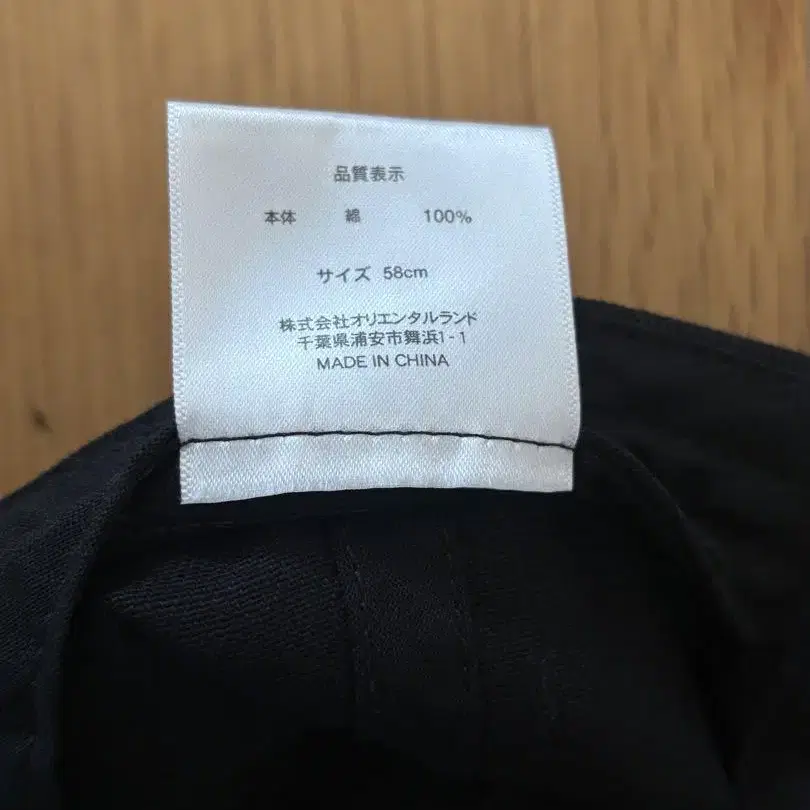 品質表示
本体 綿 100%
サイズ 58cm
株式会社オリエンタルランド
千葉県浦安市舞浜1-1
MADE IN CHINA